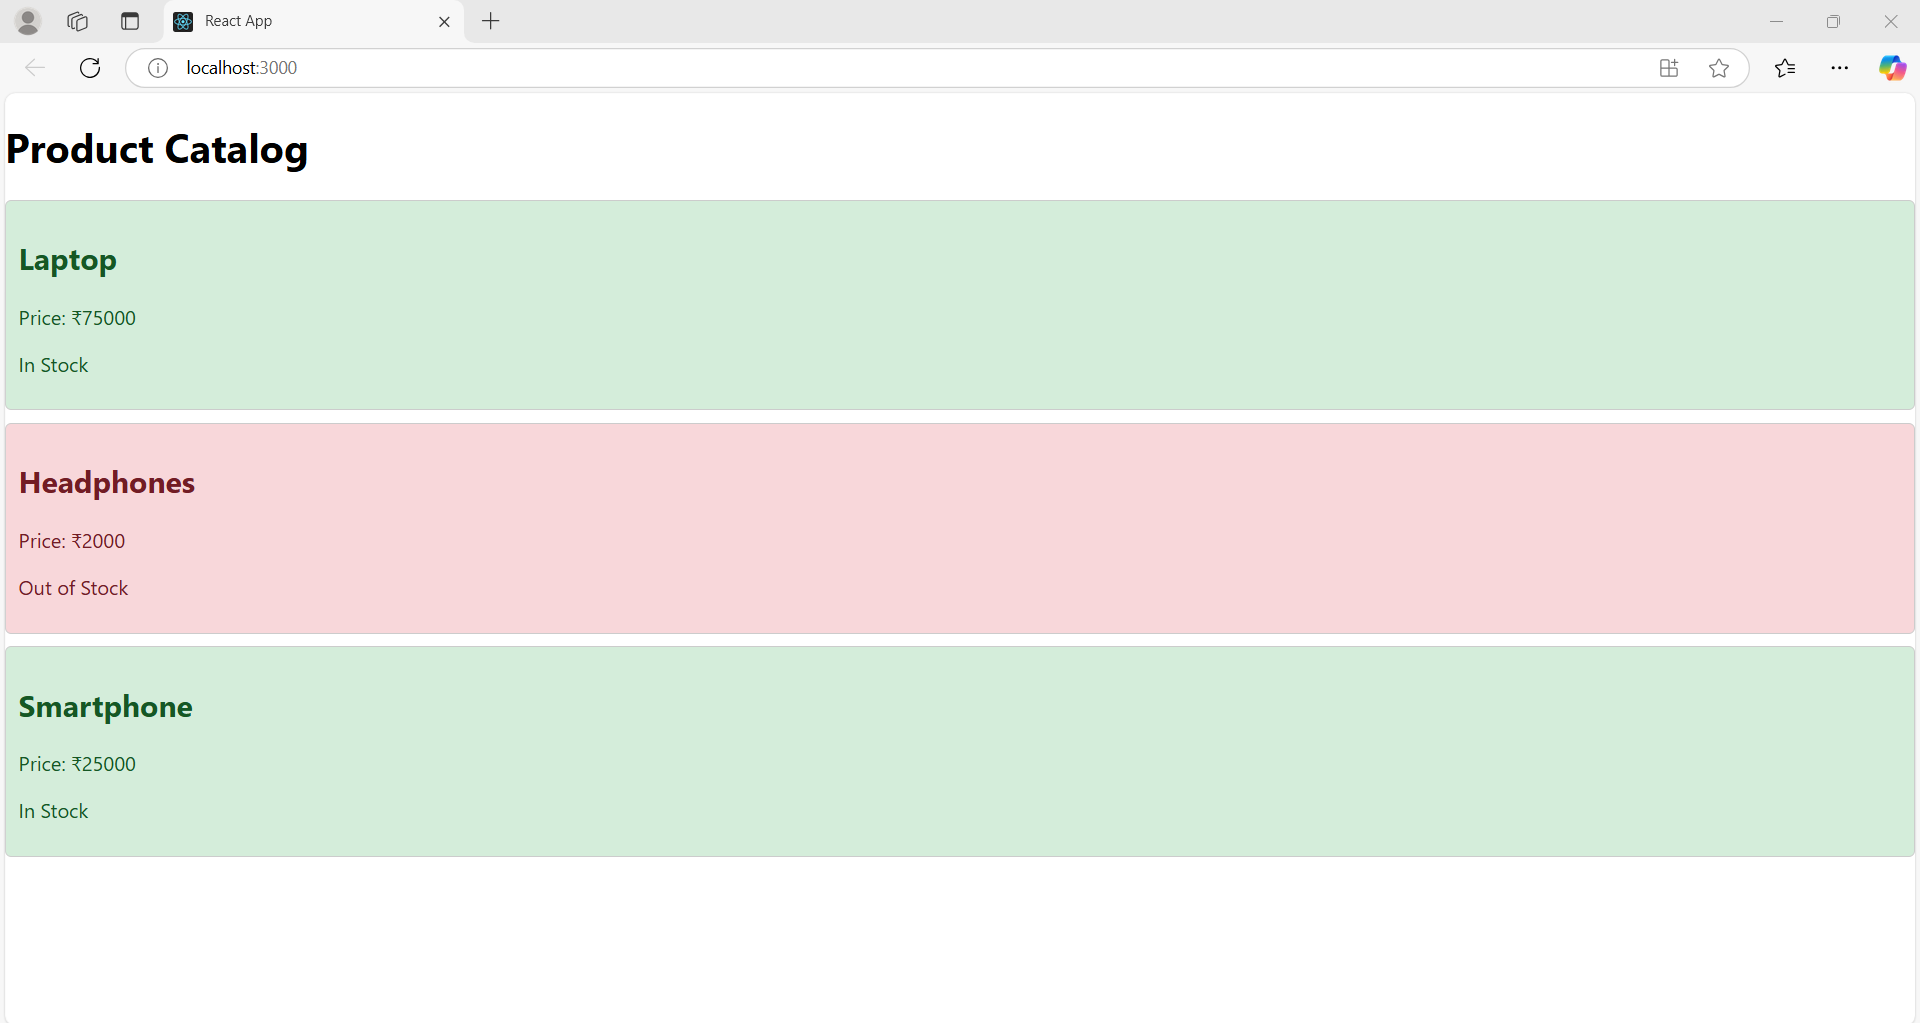 React App
localhost:3000
Product Catalog
Laptop
Price: ₹75000
In Stock
Headphones
Price: ₹2000
Out of Stock
Smartphone
Price: ₹25000
In Stock